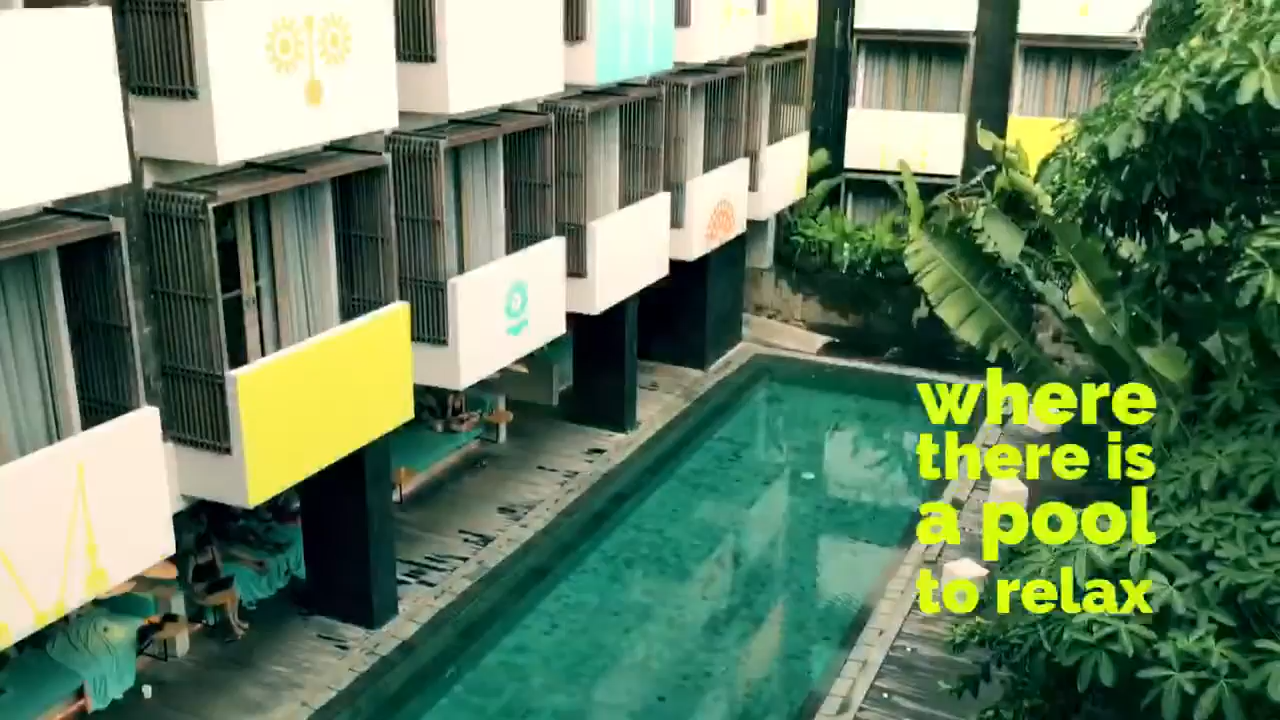 where
there is
a pool
to relax